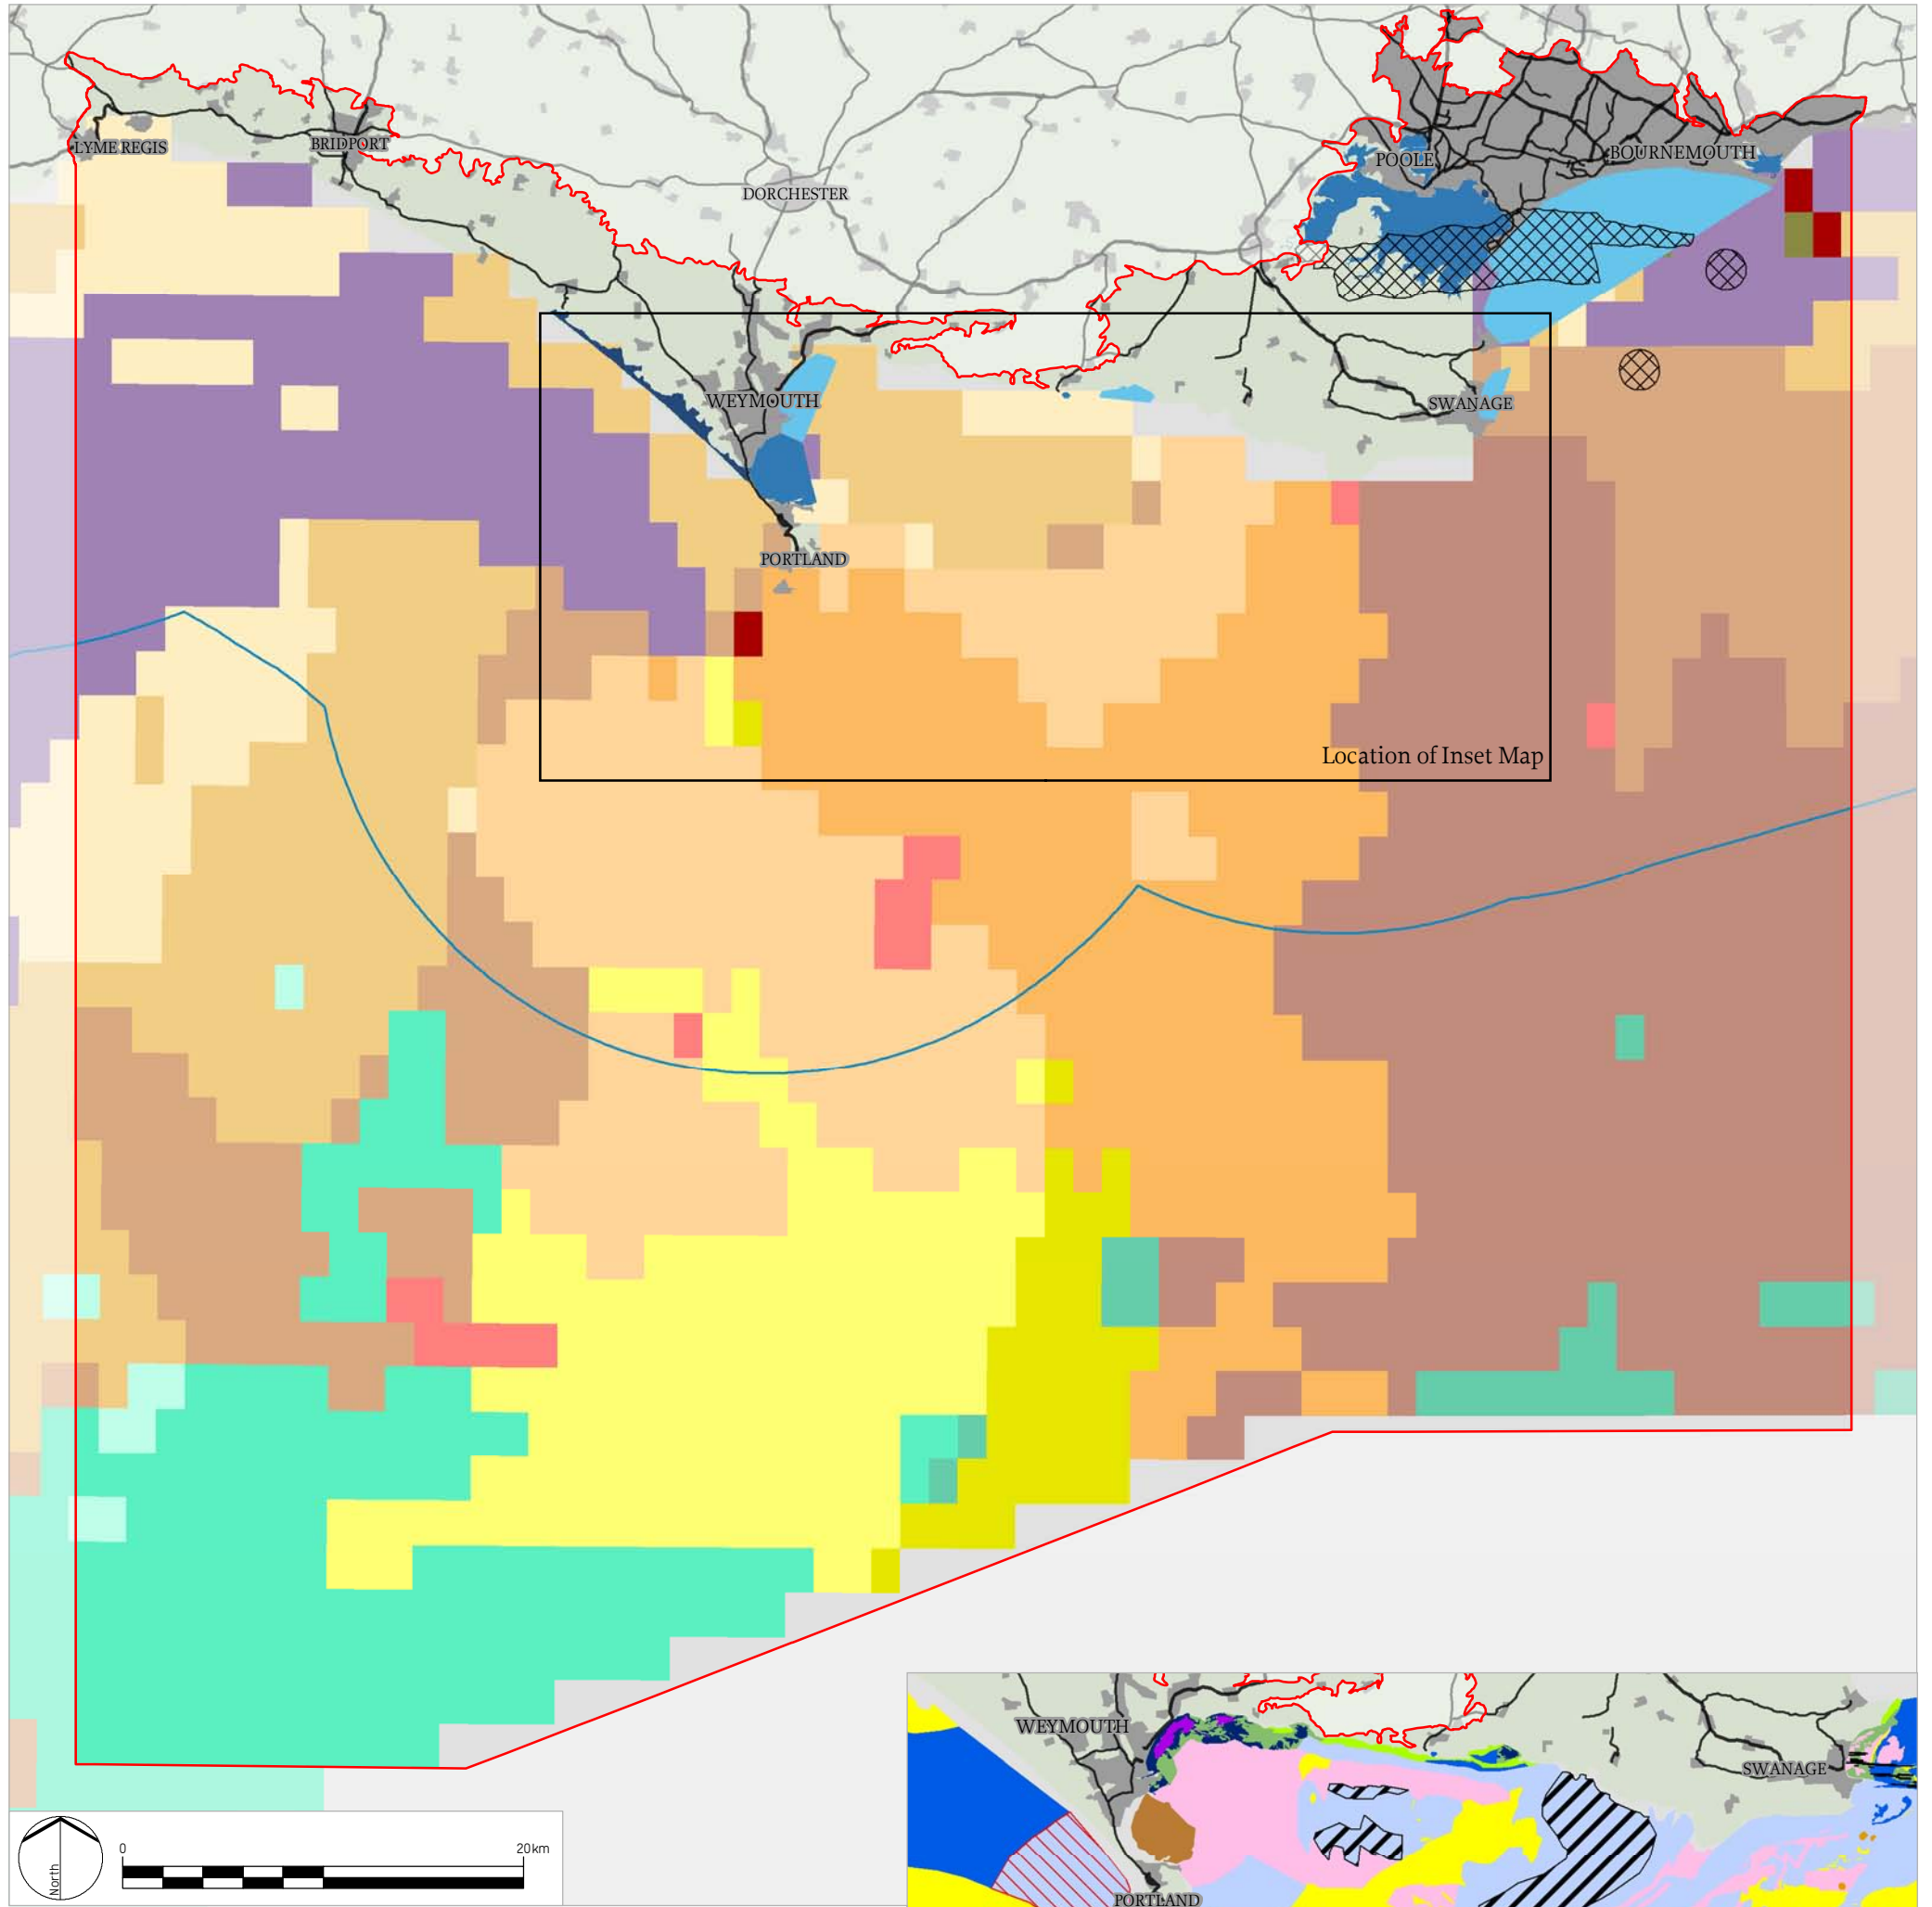 LYME REGIS
BRIDPORT
DORCHESTER
POOLE
BOURNEMOUTH
WEYMOUTH
SWANAGE
PORTLAND
Location of Inset Map
WEYMOUTH
SWANAGE
PORTLAND
North
0
20km